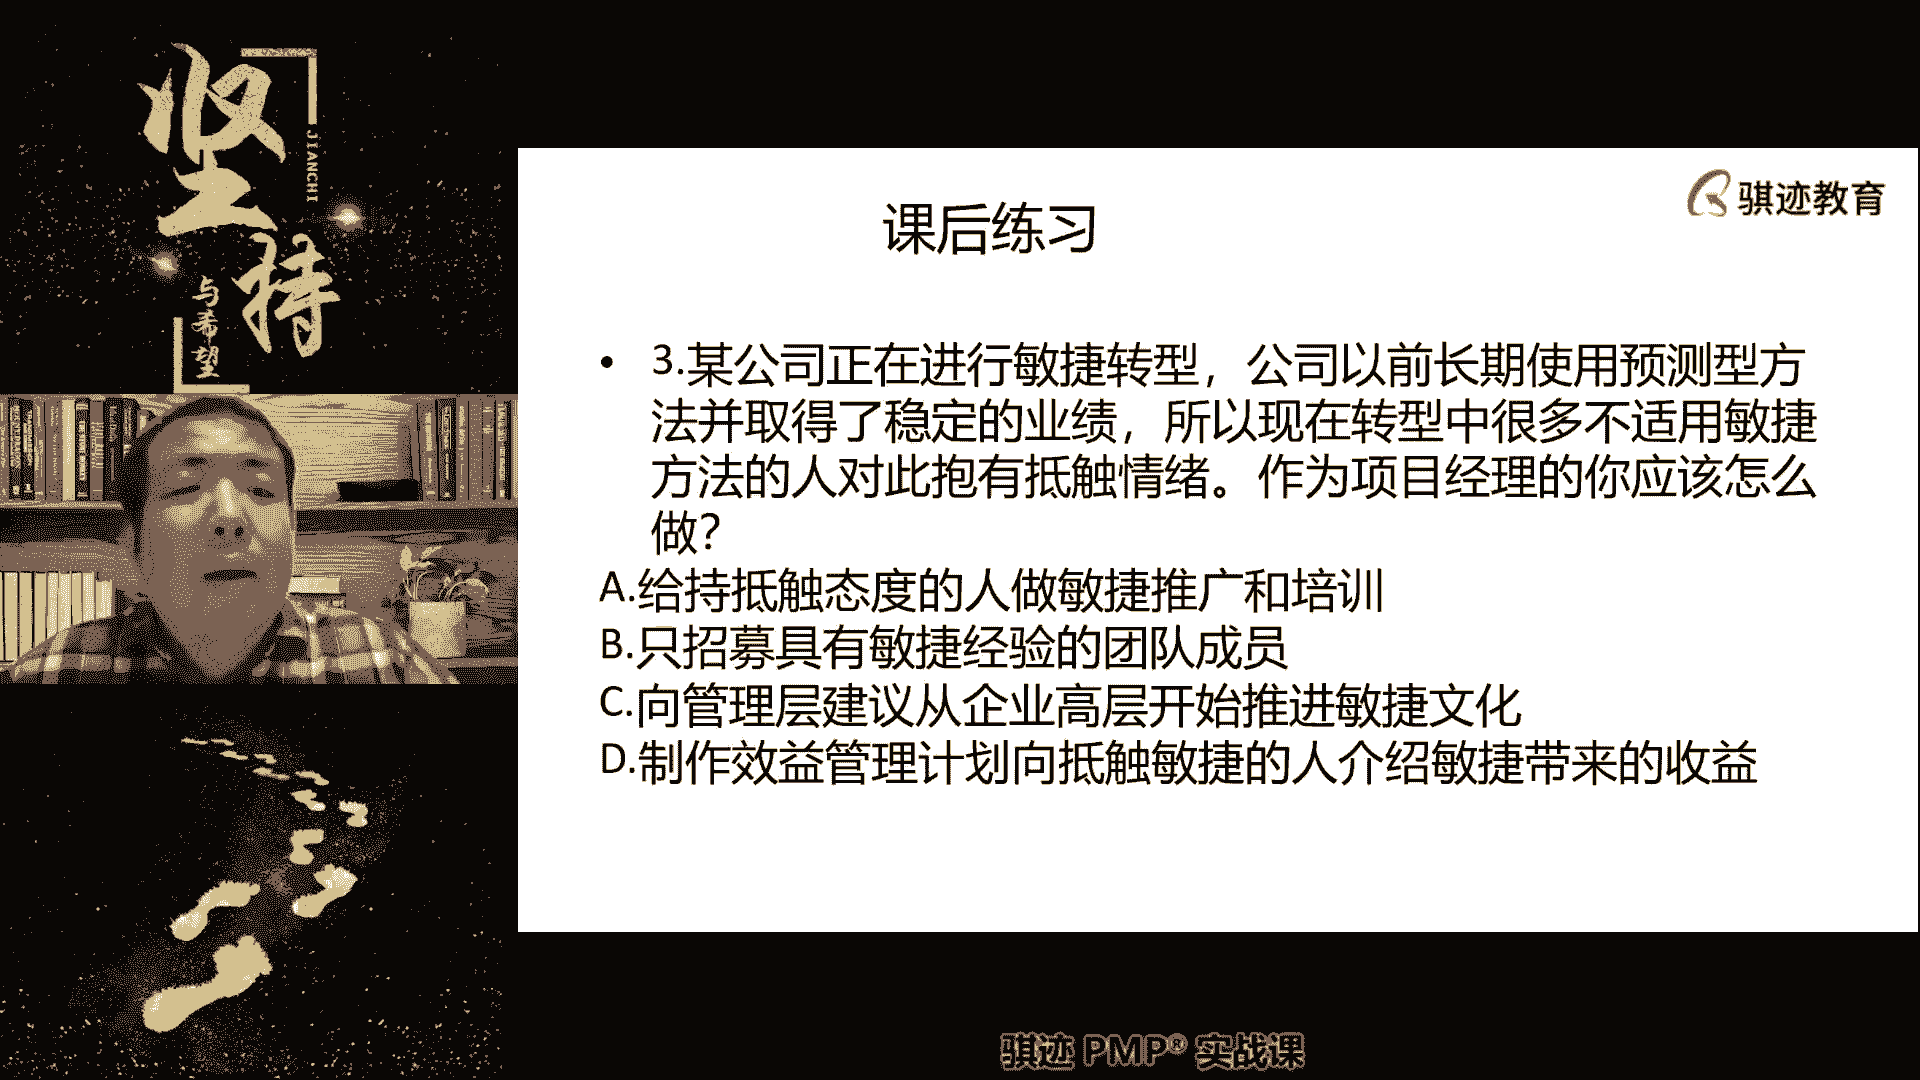 坚持
JIANCHI
与希望
骐迹教育
课后练习
• 3.某公司正在进行敏捷转型，公司以前长期使用预测型方
法并取得了稳定的业绩，所以现在转型中很多不适用敏捷
方法的人对此抱有抵触情绪。作为项目经理的你应该怎么
做？
A.给持抵触态度的人做敏捷推广和培训
B.只招募具有敏捷经验的团队成员
C.向管理层建议从企业高层开始推进敏捷文化
D.制作效益管理计划向抵触敏捷的人介绍敏捷带来的收益
骐迹 PMP® 实战课